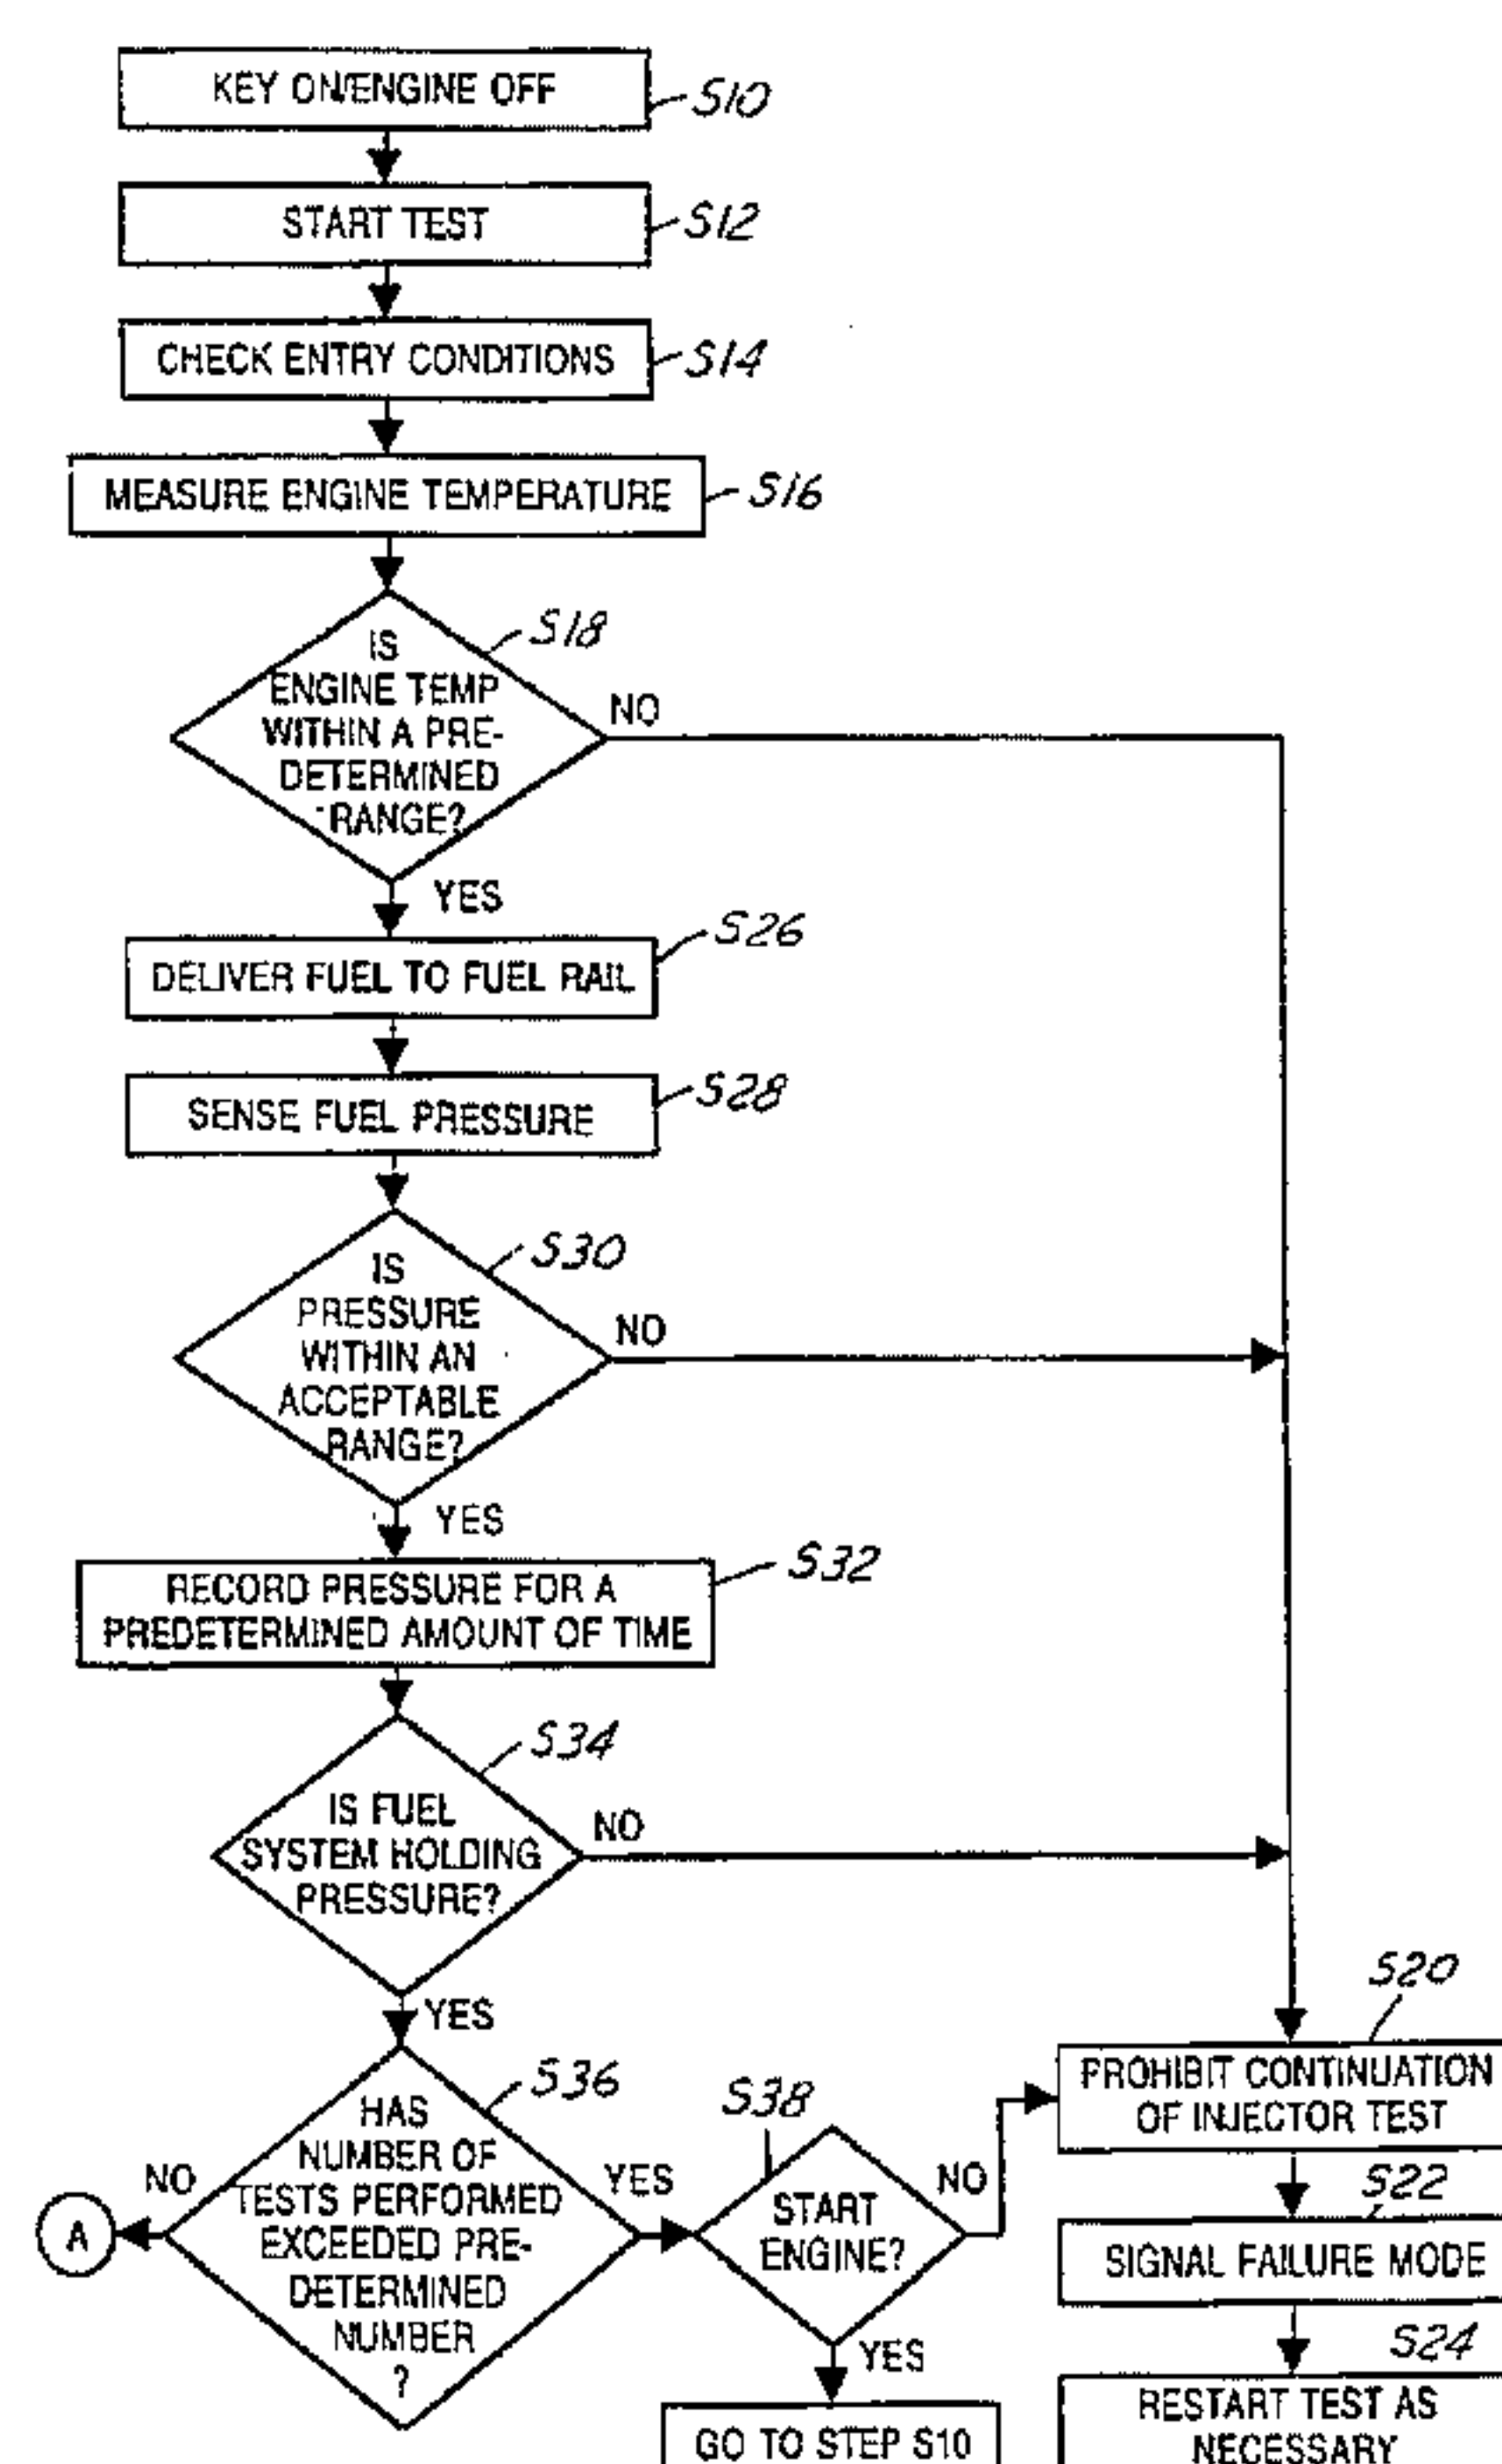 KEY ON/ENGINE OFF
S10
START TEST
S12
CHECK ENTRY CONDITIONS
S14
MEASURE ENGINE TEMPERATURE
S16
S18
IS
ENGINE TEMP
WITHIN A PRE-
DETERMINED
RANGE?
NO
YES
S26
DELIVER FUEL TO FUEL RAIL
S28
SENSE FUEL PRESSURE
S30
IS
PRESSURE
WITHIN AN
ACCEPTABLE
RANGE?
NO
YES
S32
RECORD PRESSURE FOR A
PREDETERMINED AMOUNT OF TIME
S34
IS FUEL
SYSTEM HOLDING
PRESSURE?
NO
YES
S36
HAS
NUMBER OF
TESTS PERFORMED
EXCEEDED PRE-
DETERMINED
NUMBER
?
NO
A
YES
S38
START
ENGINE?
NO
YES
GO TO STEP S10
S20
PROHIBIT CONTINUATION
OF INJECTOR TEST
S22
SIGNAL FAILURE MODE
S24
RESTART TEST AS
NECESSARY